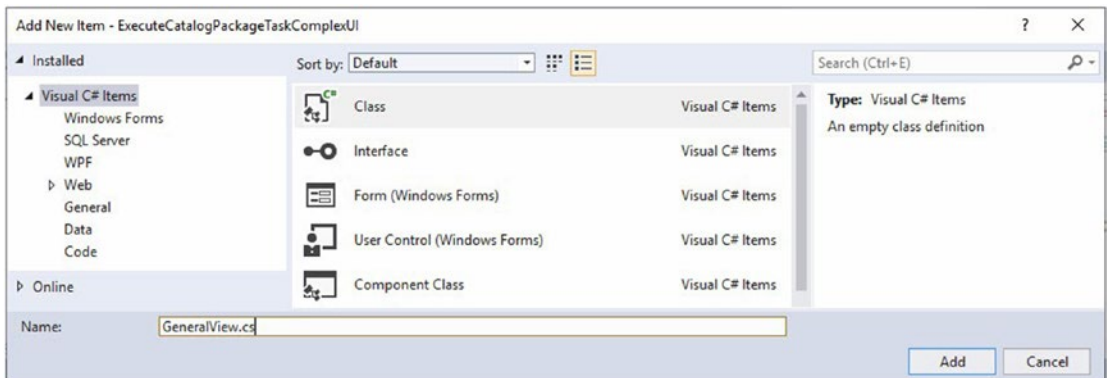 Add New Item - ExecuteCatalogPackageTaskComplexUI ? ×
Installed
Sort by: Default
Search (Ctrl+E)
Visual C# Items
Windows Forms
SQL Server
WPF
Web
General
Data
Code
Online
C# Class Visual C# Items
Interface Visual C# Items
Form (Windows Forms) Visual C# Items
User Control (Windows Forms) Visual C# Items
Component Class Visual C# Items
Type: Visual C# Items
An empty class definition
Name: GeneralView.cs
Add Cancel